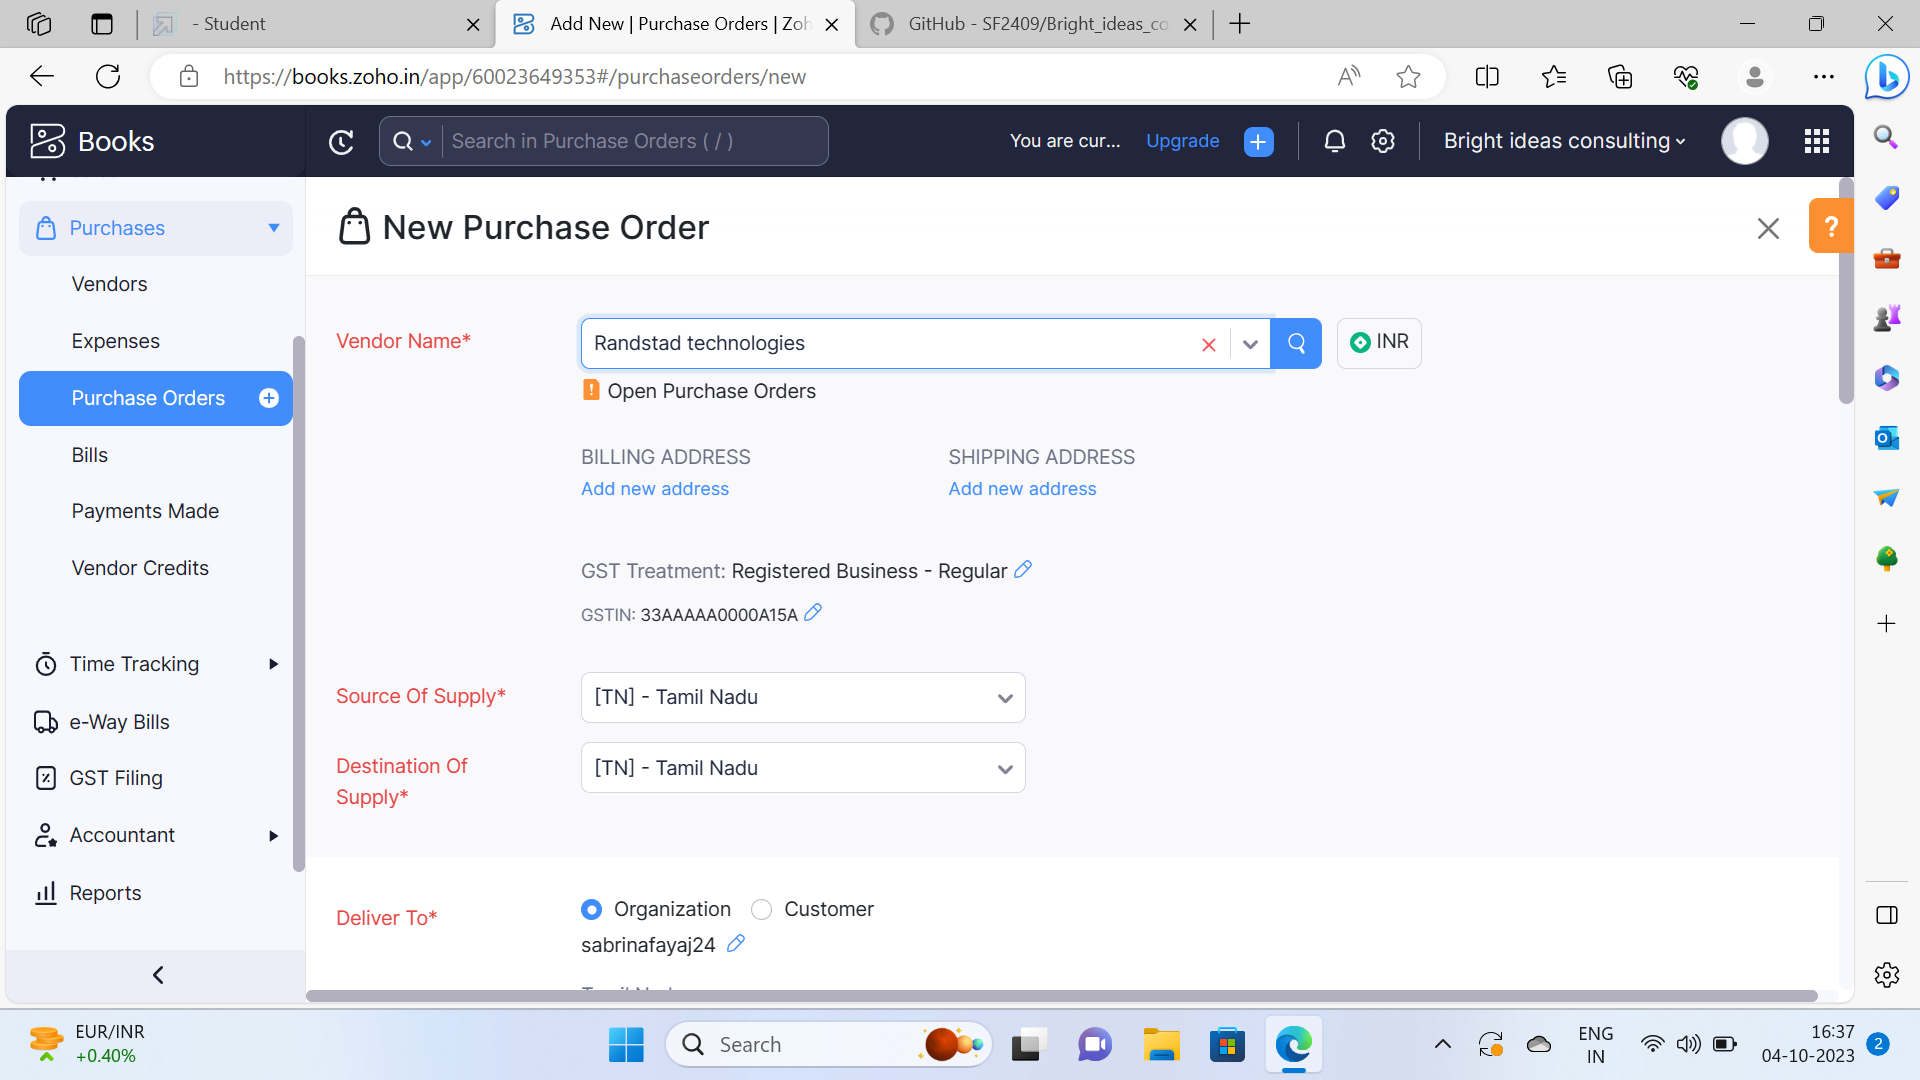 - Student
Add New | Purchase Orders | Zoh
GitHub - SF2409/Bright_ideas_co
https://books.zoho.in/app/60023649353#/purchaseorders/new
Books
Search in Purchase Orders ( / )
You are cur...
Upgrade
Bright ideas consulting
Purchases
Vendors
Expenses
Purchase Orders
Bills
Payments Made
Vendor Credits
Time Tracking
e-Way Bills
GST Filing
Accountant
Reports
New Purchase Order
?
Vendor Name*
Randstad technologies
INR
Open Purchase Orders
BILLING ADDRESS
Add new address
SHIPPING ADDRESS
Add new address
GST Treatment: Registered Business - Regular
GSTIN: 33AAAAA0000A15A
Source Of Supply*
[TN] - Tamil Nadu
Destination Of
Supply*
[TN] - Tamil Nadu
Deliver To*
Organization
Customer
sabrinafayaj24
EUR/INR
+0.40%
Search
ENG
IN
16:37
04-10-2023
2